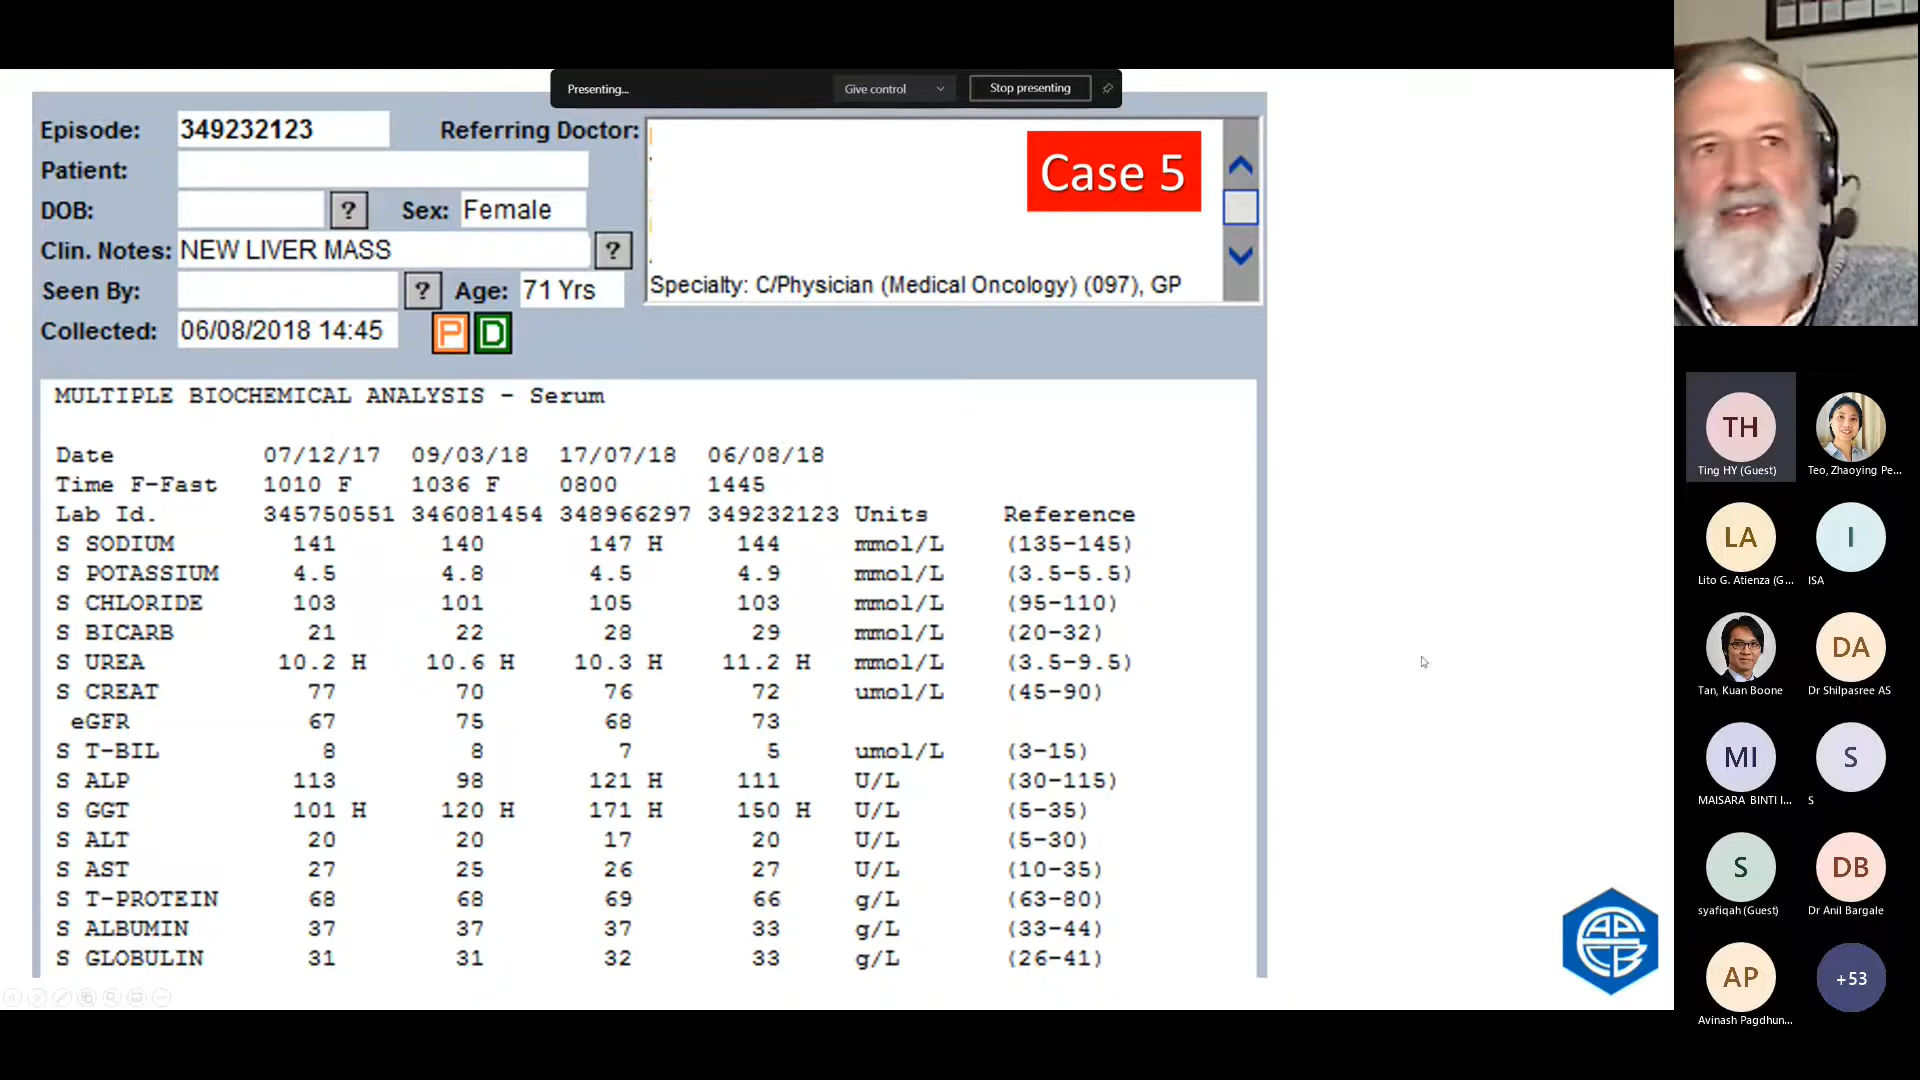 Presenting... Give control Stop presenting
Episode: 349232123 Referring Doctor:
Case 5
Patient:
DOB: ? Sex: Female
Clin. Notes: NEW LIVER MASS ?
Seen By: ? Age: 71 Yrs
Specialty: C/Physician (Medical Oncology) (097), GP
Collected: 06/08/2018 14:45 P D
MULTIPLE BIOCHEMICAL ANALYSIS - Serum
Date 07/12/17 09/03/18 17/07/18 06/08/18
Time F-Fast 1010 F 1036 F 0800 1445
Lab Id. 345750551 346081454 348966297 349232123 Units Reference
S SODIUM 141 140 147 H 144 mmol/L (135-145)
S POTASSIUM 4.5 4.8 4.5 4.9 mmol/L (3.5-5.5)
S CHLORIDE 103 101 105 103 mmol/L (95-110)
S BICARB 21 22 28 29 mmol/L (20-32)
S UREA 10.2 H 10.6 H 10.3 H 11.2 H mmol/L (3.5-9.5)
S CREAT 77 70 76 72 umol/L (45-90)
eGFR 67 75 68 73
S T-BIL 8 8 7 5 umol/L (3-15)
S ALP 113 98 121 H 111 U/L (30-115)
S GGT 101 H 120 H 171 H 150 H U/L (5-35)
S ALT 20 20 17 20 U/L (5-30)
S AST 27 25 26 27 U/L (10-35)
S T-PROTEIN 68 68 69 66 g/L (63-80)
S ALBUMIN 37 37 37 33 g/L (33-44)
S GLOBULIN 31 31 32 33 g/L (26-41)
APFCB
TH
Ting HY (Guest) Teo, Zhaoying Pe...
LA I
Lito G. Atienza (G... ISA
DA
Tan, Kuan Boone Dr Shilpasree AS
MI S
MAISARA BINTI I... S
S DB
syafiqah (Guest) Dr Anil Bargale
AP +53
Avinash Pagdhun...